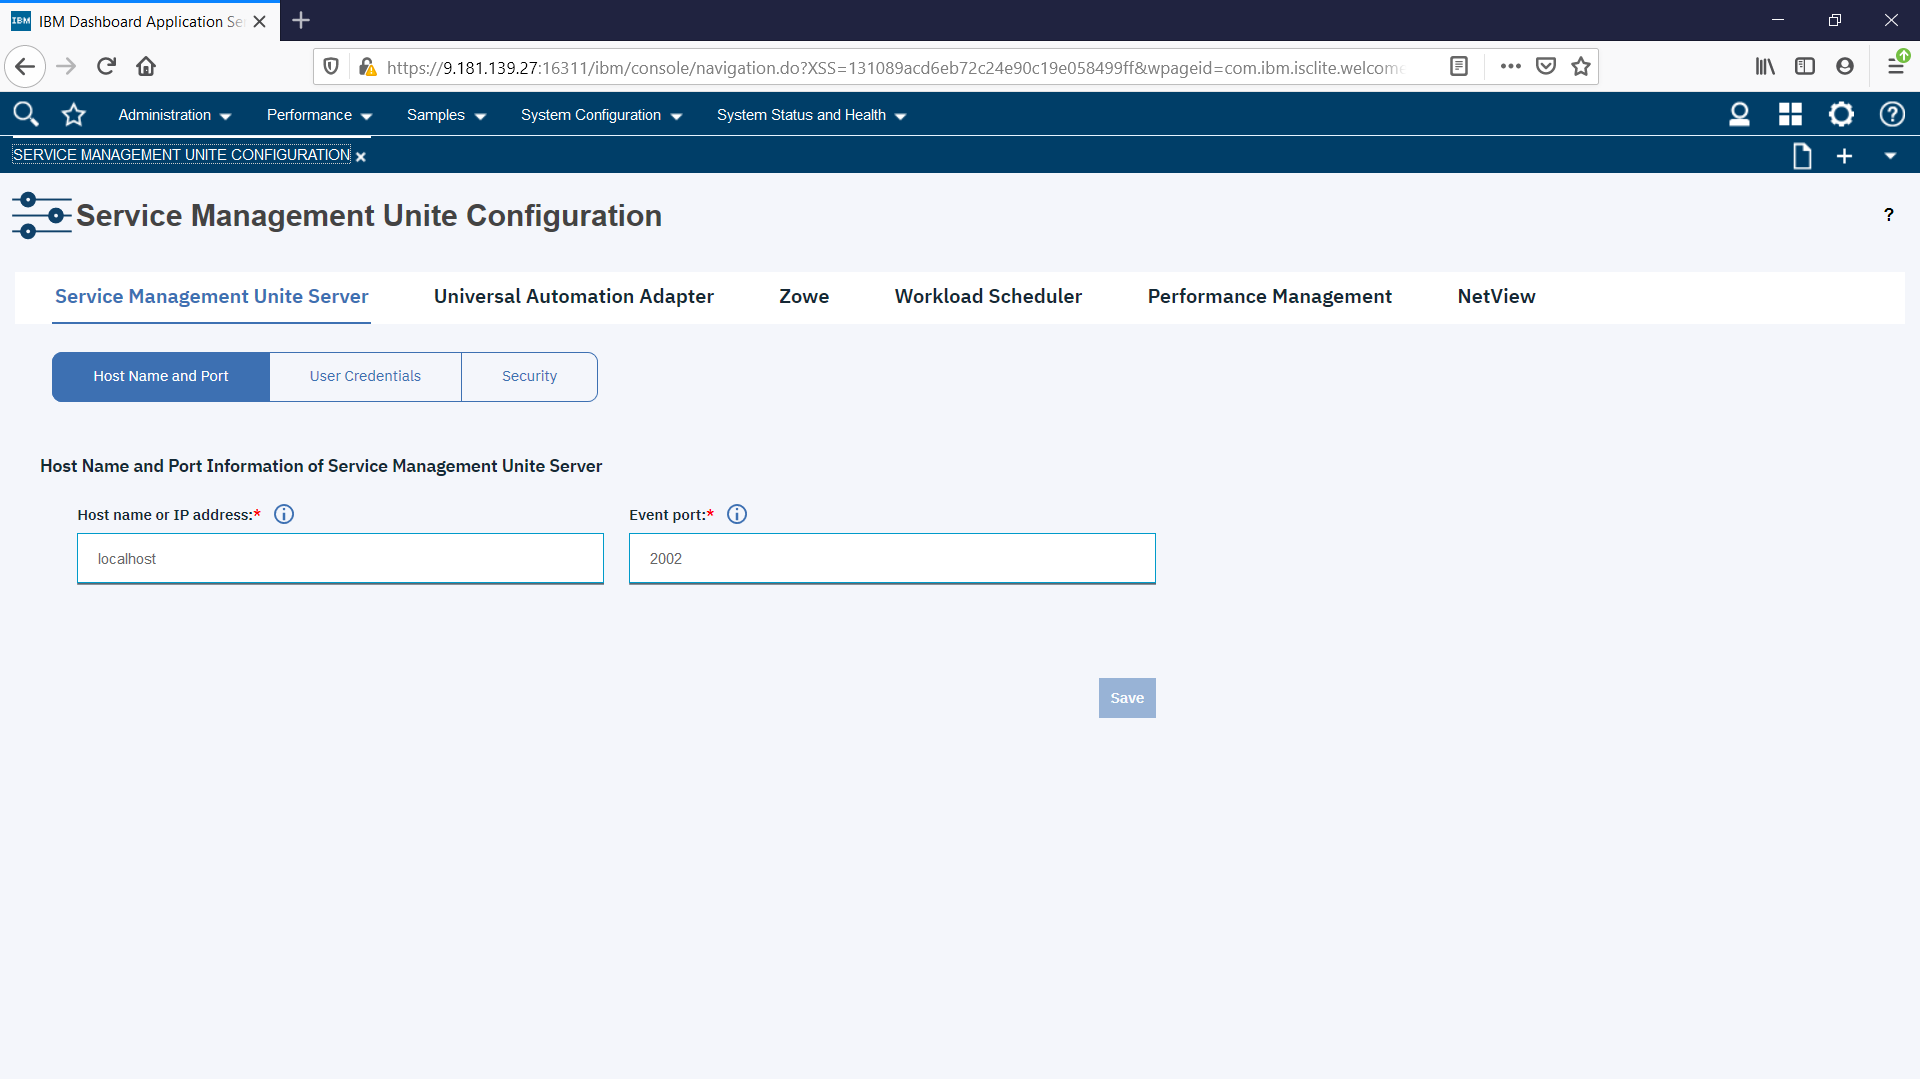 IBM IBM Dashboard Application Se
https://9.181.139.27:16311/ibm/console/navigation.do?XSS=131089acd6eb72c24e90c19e058499ff&wpageid=com.ibm.isclite.welcome
Administration Performance Samples System Configuration System Status and Health
SERVICE MANAGEMENT UNITE CONFIGURATION
Service Management Unite Configuration ?
Service Management Unite Server Universal Automation Adapter Zowe Workload Scheduler Performance Management NetView
Host Name and Port User Credentials Security
Host Name and Port Information of Service Management Unite Server
Host name or IP address:* Event port:*
localhost 2002
Save